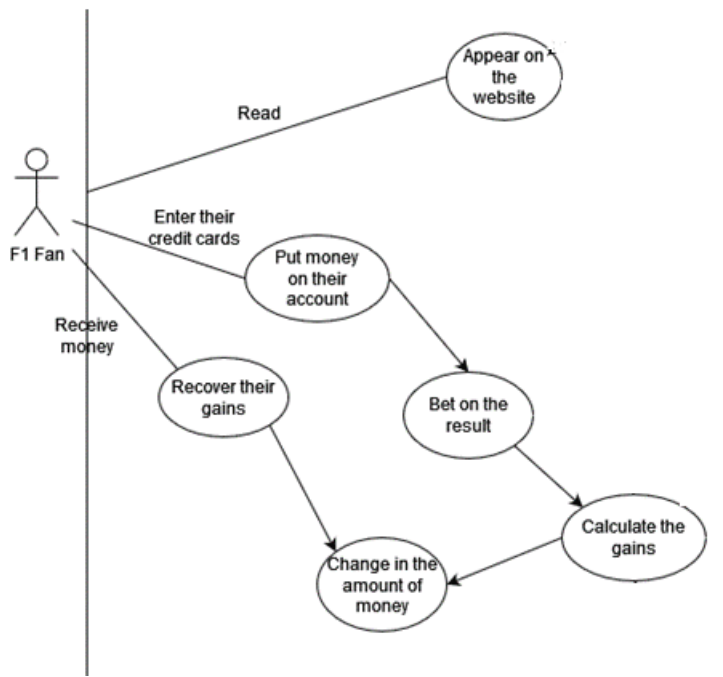 Appear on
the
website
Read
Enter their
credit cards
F1 Fan
Put money
on their
account
Receive
money
Recover their
gains
Bet on the
result
Calculate the
gains
Change in the
amount of
money